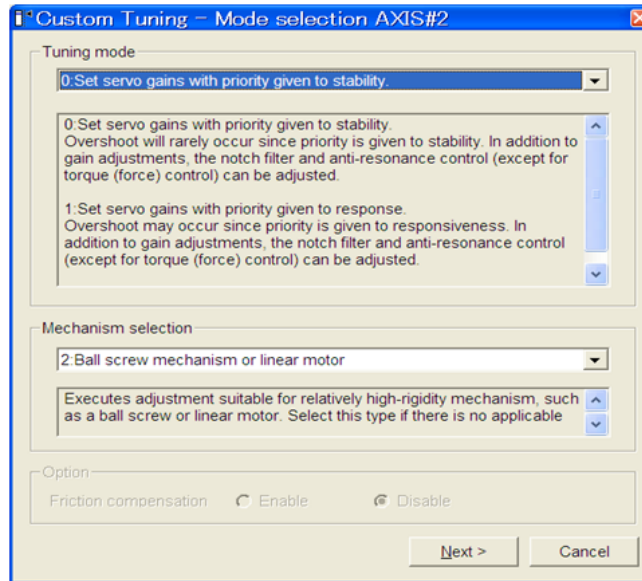 Custom Tuning - Mode selection AXIS#2
Tuning mode
0:Set servo gains with priority given to stability.
0:Set servo gains with priority given to stability.
Overshoot will rarely occur since priority is given to stability. In addition to
gain adjustments, the notch filter and anti-resonance control (except for
torque (force) control) can be adjusted.
1:Set servo gains with priority given to response.
Overshoot may occur since priority is given to responsiveness. In
addition to gain adjustments, the notch filter and anti-resonance control
(except for torque (force) control) can be adjusted.
Mechanism selection
2:Ball screw mechanism or linear motor
Executes adjustment suitable for relatively high-rigidity mechanism, such
as a ball screw or linear motor. Select this type if there is no applicable
Option
Friction compensation Enable Disable
Next > Cancel